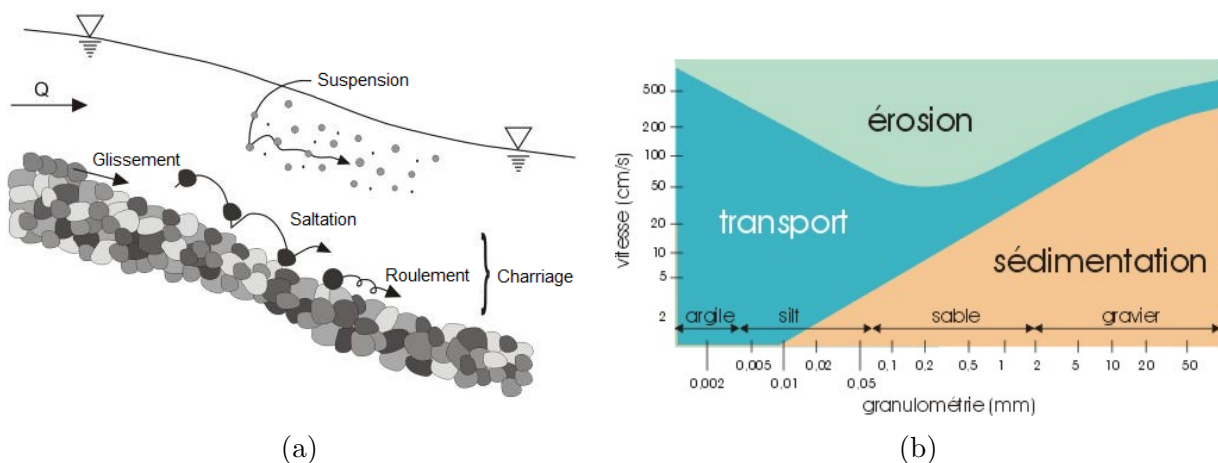 Q
Suspension
Glissement
Saltation
Roulement
Charriage
(a)
vitesse (cm/s)
500
200
100
50
20
10
5
2
érosion
transport
sédimentation
argile silt sable gravier
0,002 0,005 0,01 0,02 0,05 0,1 0,2 0,5 1 2 5 10 20 50
granulométrie (mm)
(b)